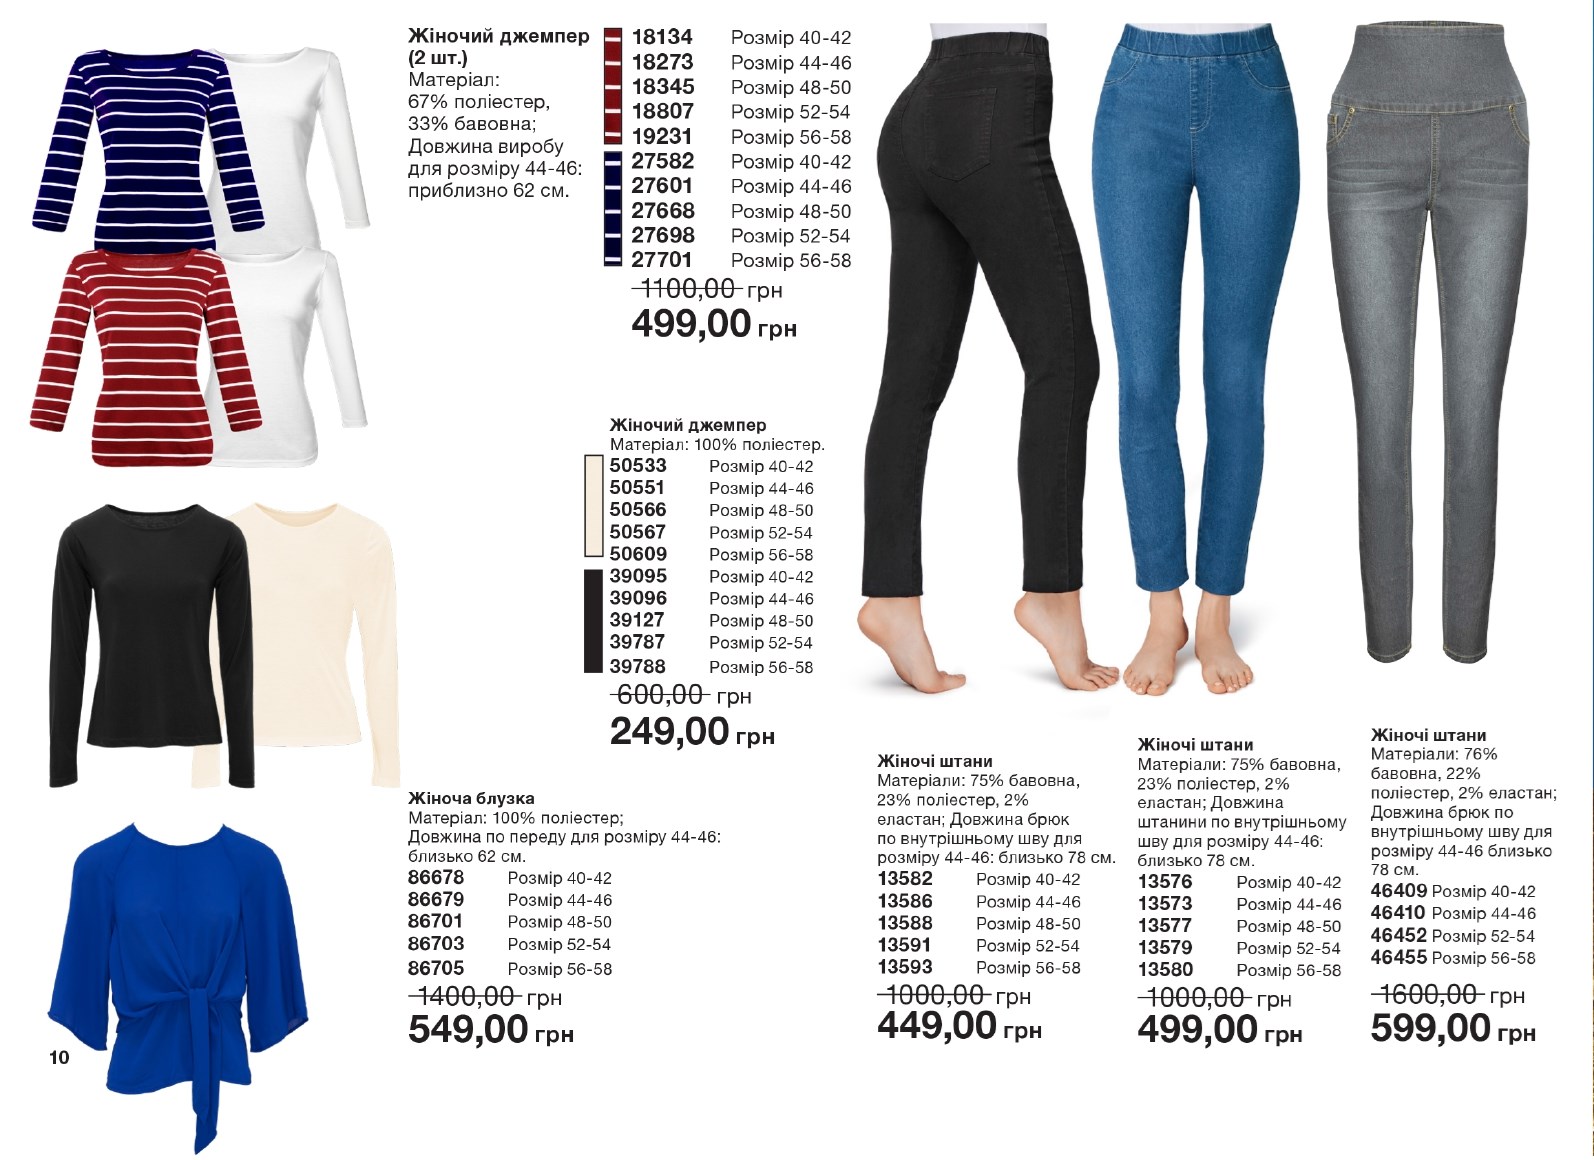 Жіночий джемпер
(2 шт.)
Матеріал:
67% поліестер,
33% бавовна;
Довжина виробу
для розміру 44-46:
приблизно 62 см.
18134 Розмір 40-42
18273 Розмір 44-46
18345 Розмір 48-50
18807 Розмір 52-54
19231 Розмір 56-58
27582 Розмір 40-42
27601 Розмір 44-46
27668 Розмір 48-50
27698 Розмір 52-54
27701 Розмір 56-58
1100,00 грн
499,00 грн
Жіночий джемпер
Матеріал: 100% поліестер.
50533 Розмір 40-42
50551 Розмір 44-46
50566 Розмір 48-50
50567 Розмір 52-54
50609 Розмір 56-58
39095 Розмір 40-42
39096 Розмір 44-46
39127 Розмір 48-50
39787 Розмір 52-54
39788 Розмір 56-58
600,00 грн
249,00 грн
Жіноча блузка
Матеріал: 100% поліестер;
Довжина по переду для розміру 44-46:
близько 62 см.
86678 Розмір 40-42
86679 Розмір 44-46
86701 Розмір 48-50
86703 Розмір 52-54
86705 Розмір 56-58
1400,00 грн
549,00 грн
Жіночі штани
Матеріали: 75% бавовна,
23% поліестер, 2%
еластан; Довжина брюк
по внутрішньому шву для
розміру 44-46: близько 78 см.
13582 Розмір 40-42
13586 Розмір 44-46
13588 Розмір 48-50
13591 Розмір 52-54
13593 Розмір 56-58
1000,00 грн
449,00 грн
Жіночі штани
Матеріали: 75% бавовна,
23% поліестер, 2%
еластан; Довжина
штанини по внутрішньому
шву для розміру 44-46:
близько 78 см.
13576 Розмір 40-42
13573 Розмір 44-46
13577 Розмір 48-50
13579 Розмір 52-54
13580 Розмір 56-58
1000,00 грн
499,00 грн
Жіночі штани
Матеріали: 76%
бавовна, 22%
поліестер, 2% еластан;
Довжина брюк по
внутрішньому шву для
розміру 44-46 близько
78 см.
46409 Розмір 40-42
46410 Розмір 44-46
46452 Розмір 52-54
46455 Розмір 56-58
1600,00 грн
599,00 грн
10